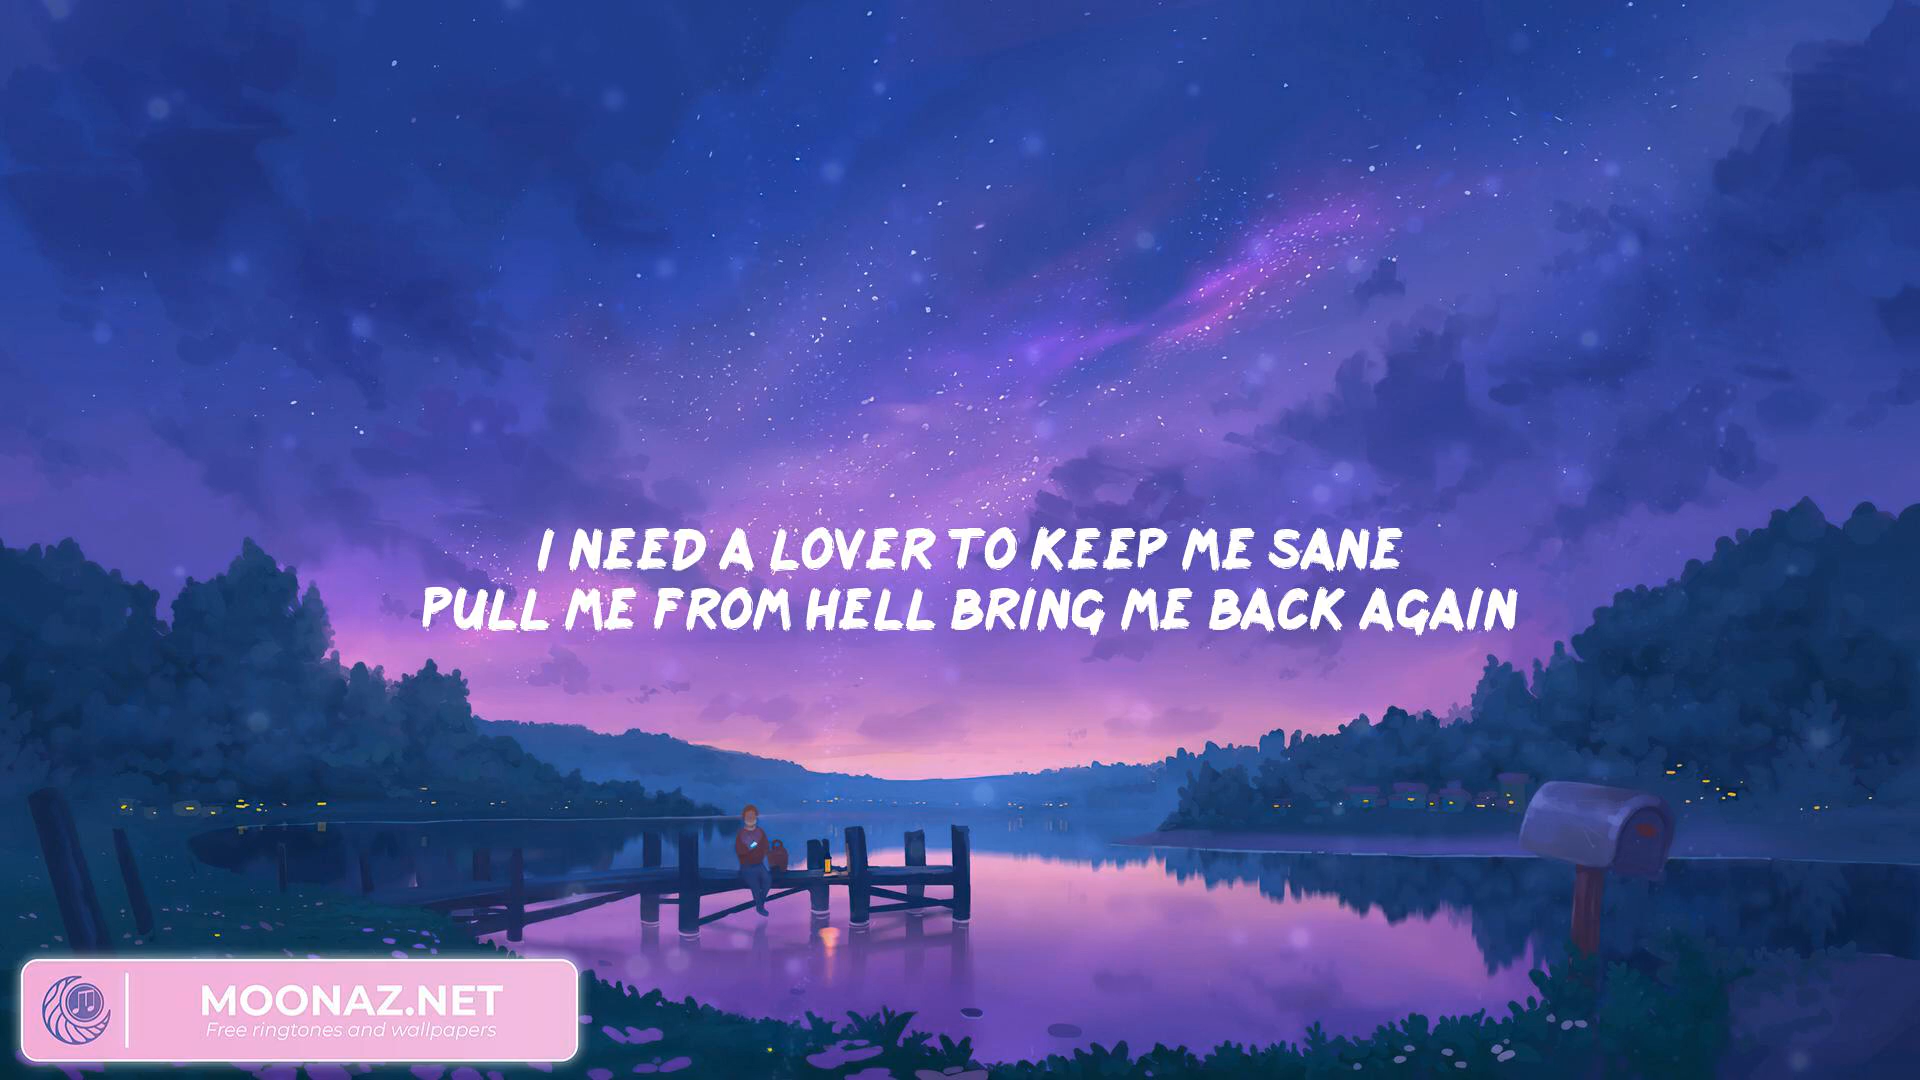 I NEED A LOVER TO KEEP ME SANE
PULL ME FROM HELL BRING ME BACK AGAIN
MOONAZ.NET
Free ringtones and wallpapers